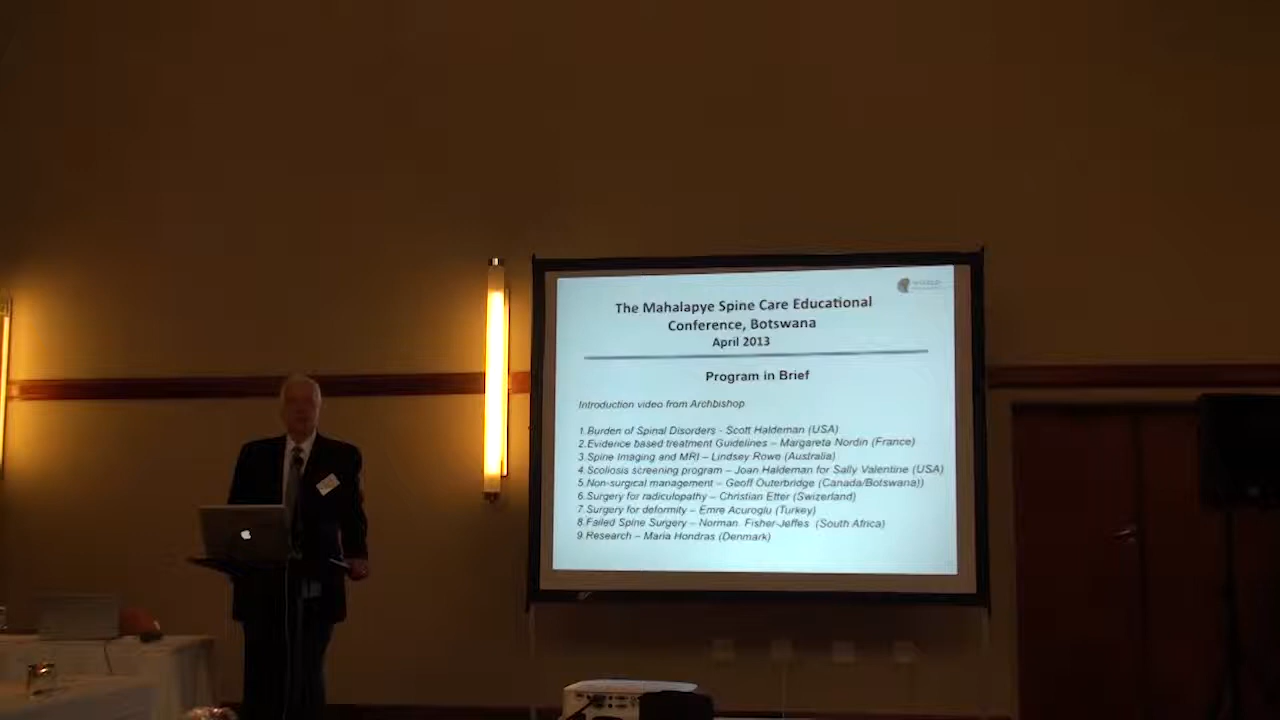 WORLD
The Mahalapye Spine Care Educational
Conference, Botswana
April 2013
Program in Brief
Introduction video from Archbishop
1.Burden of Spinal Disorders - Scott Haldeman (USA)
2.Evidence based treatment Guidelines – Margareta Nordin (France)
3.Spine Imaging and MRI – Lindsey Rowe (Australia)
4.Scoliosis screening program – Joan Haldeman for Sally Valentine (USA)
5.Non-surgical management – Geoff Outerbridge (Canada/Botswana))
6.Surgery for radiculopathy – Christian Etter (Swizerland)
7.Surgery for deformity – Emre Acuroglu (Turkey)
8.Failed Spine Surgery – Norman. Fisher-Jeffes (South Africa)
9.Research – Maria Hondras (Denmark)